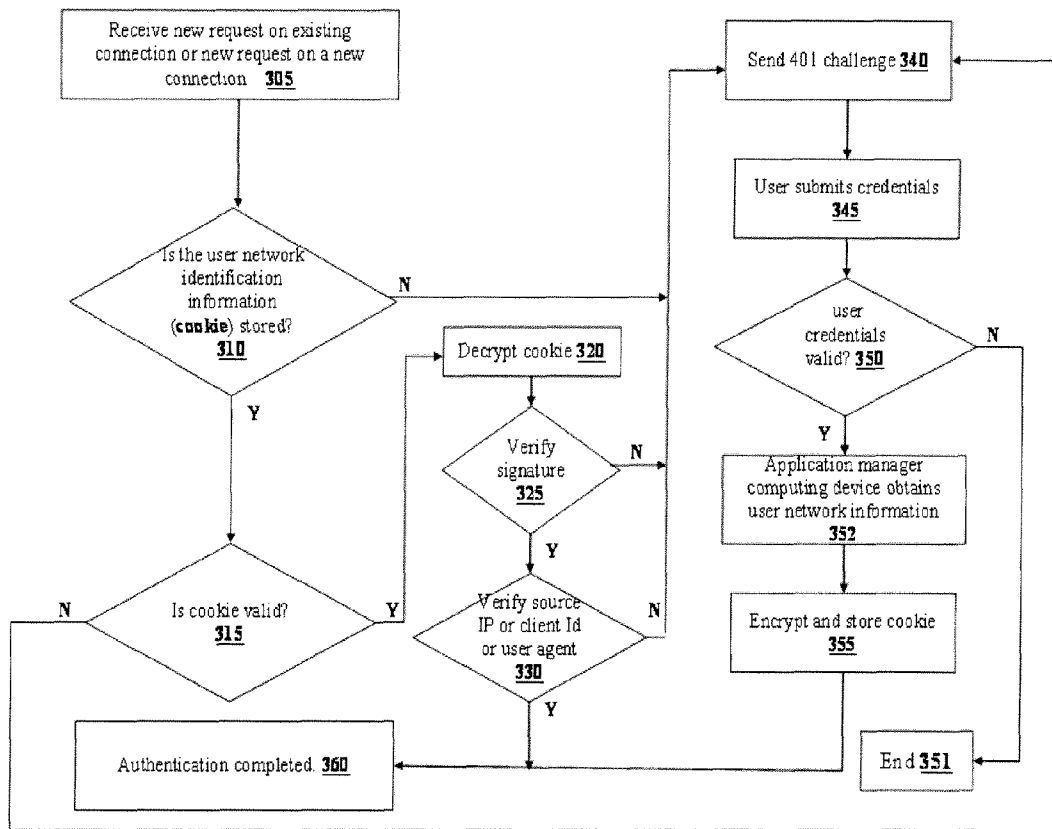 Receive new request on existing
connection or new request on a new
connection 305
Is the user network
identification
information
(cookie) stored?
310
N
Y
Is cookie valid?
315
N
Y
Decrypt cookie 320
Verify
signature
325
N
Y
Verify source
IP or client Id
or user agent
330
N
Y
Send 401 challenge 340
User submits credentials
345
user
credentials
valid? 350
N
Y
Application manager
computing device obtains
user network information
352
Encrypt and store cookie
355
End 351
Authentication completed. 360